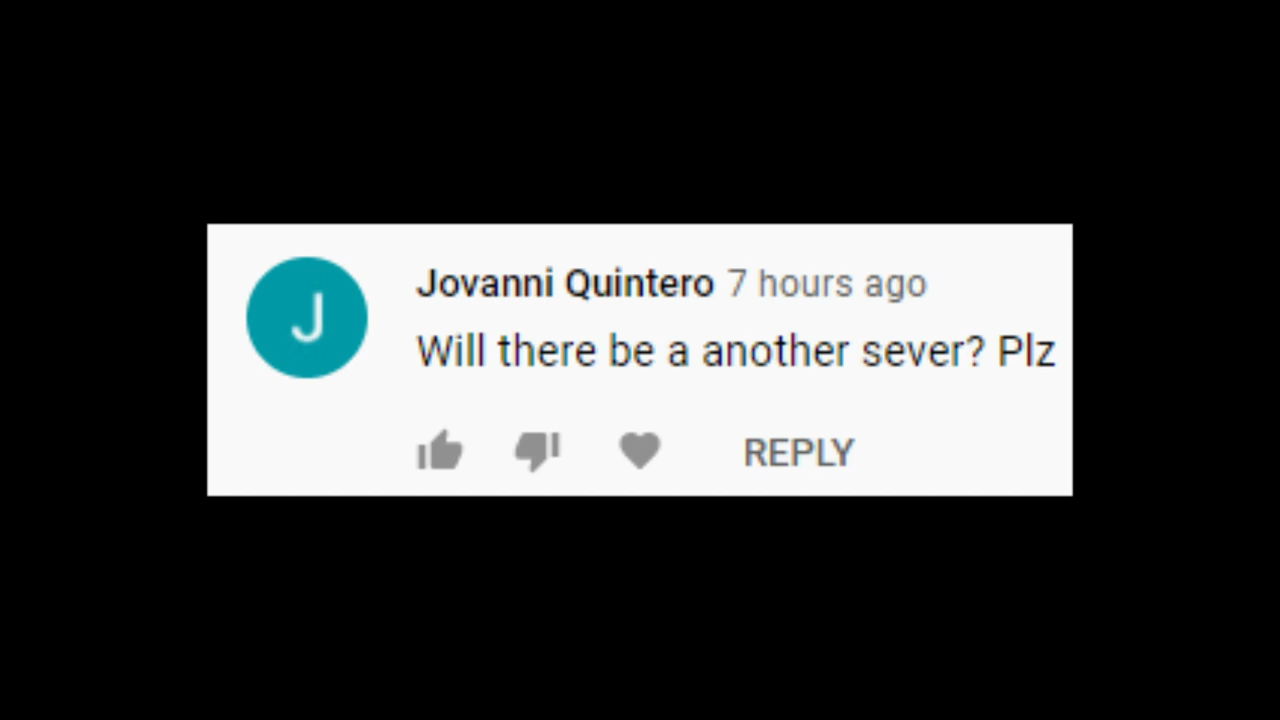 J
Jovanni Quintero 7 hours ago
Will there be a another sever? Plz
REPLY